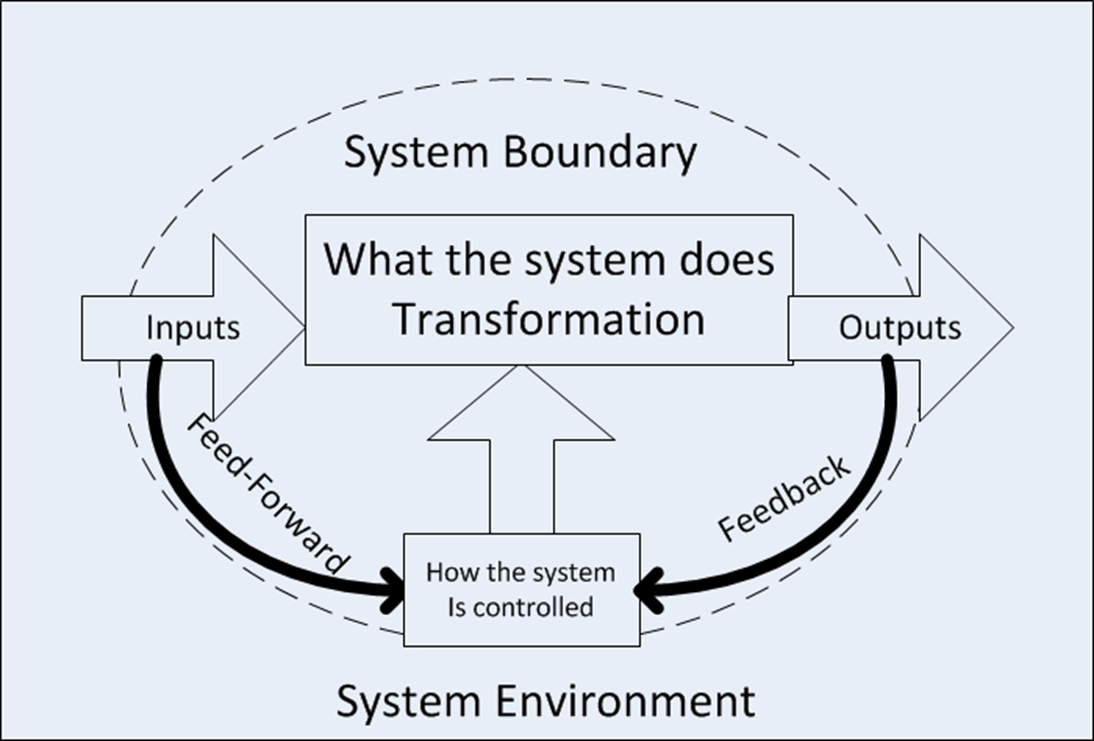 System Boundary
What the system does
Transformation
Inputs
Outputs
Feed-Forward
Feedback
How the system
Is controlled
System Environment